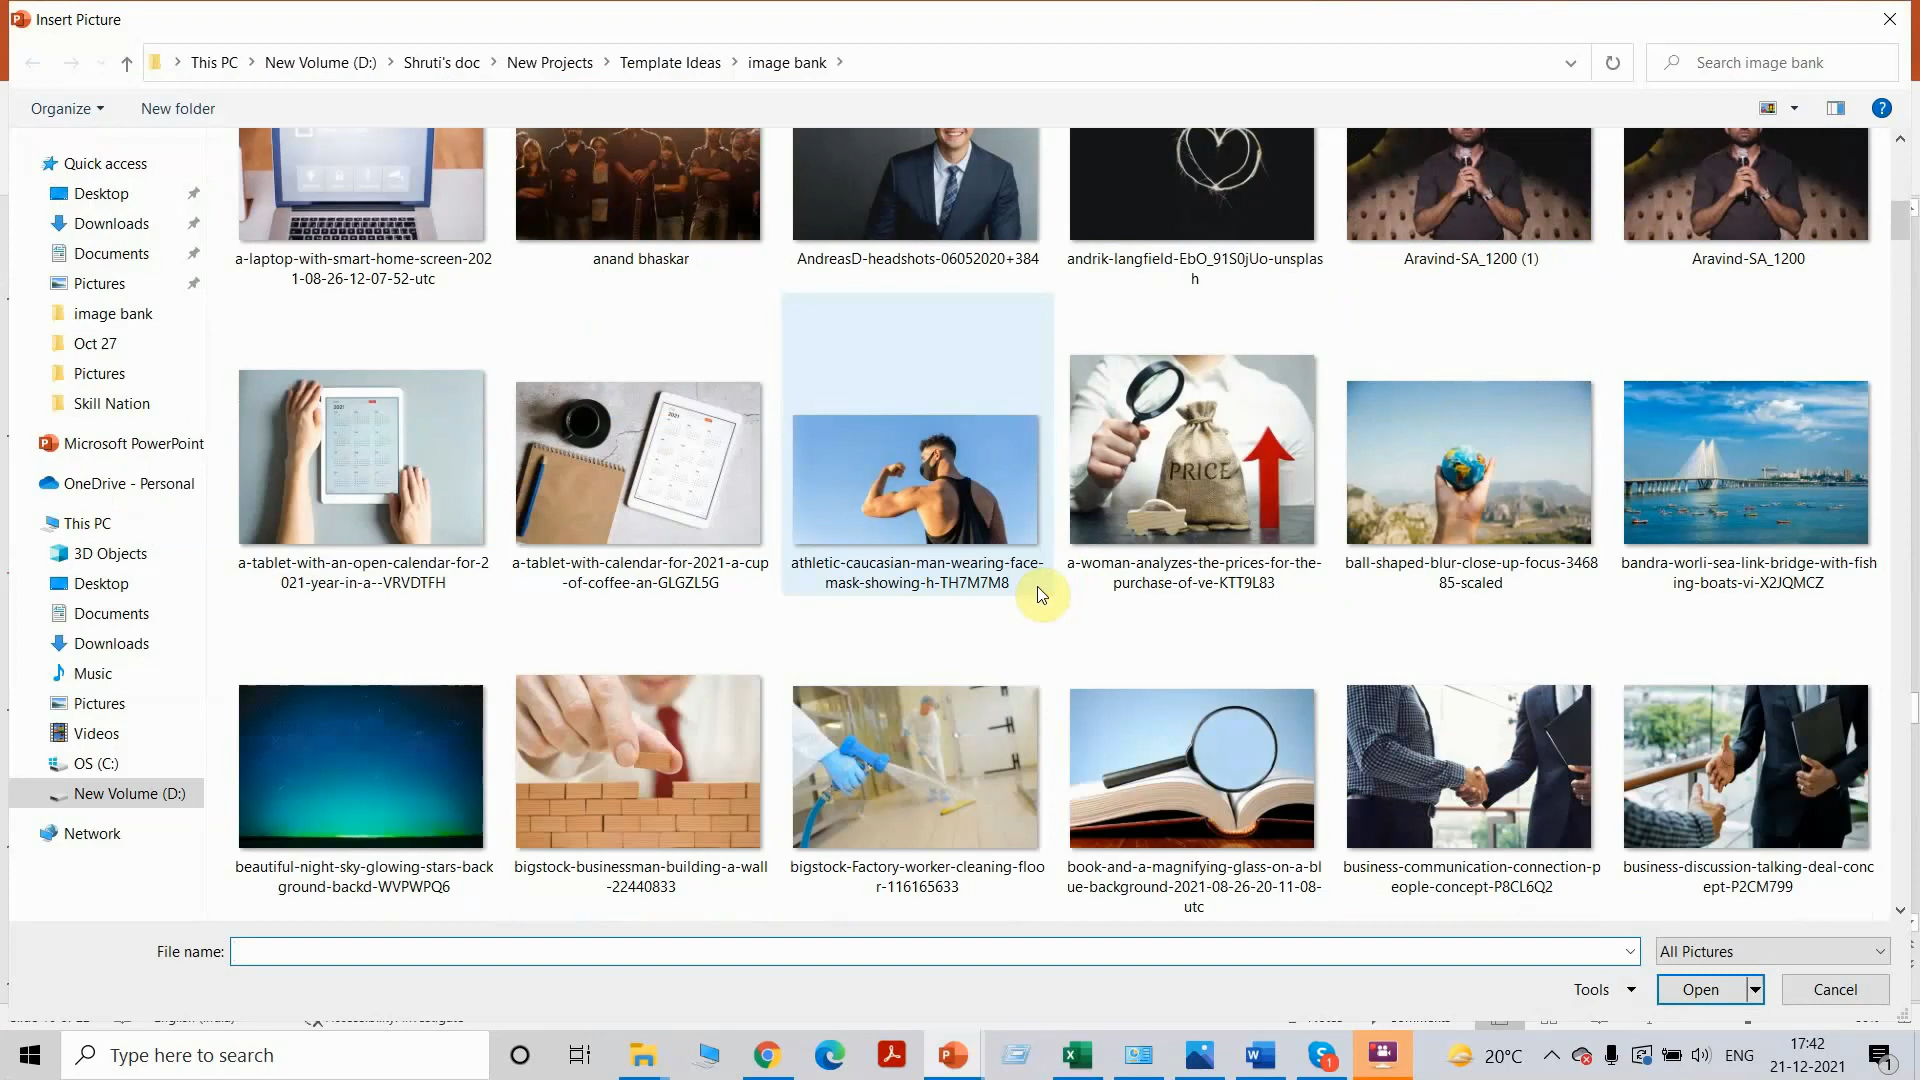 Insert Picture
This PC
New Volume (D:)
Shruti's doc
New Projects
Template Ideas
image bank
Search image bank
Organize
New folder
Quick access
Desktop
Downloads
Documents
Pictures
image bank
Oct 27
Pictures
Skill Nation
Microsoft PowerPoint
OneDrive - Personal
This PC
3D Objects
Desktop
Documents
Downloads
Music
Pictures
Videos
OS (C:)
New Volume (D:)
Network
a-laptop-with-smart-home-screen-202
1-08-26-12-07-52-utc
anand bhaskar
AndreasD-headshots-06052020+384
andrik-langfield-EbO_91S0jUo-unsplas
h
Aravind-SA_1200 (1)
Aravind-SA_1200
2021
2021
PRICE
a-tablet-with-an-open-calendar-for-2
021-year-in-a--VRVDTFH
a-tablet-with-calendar-for-2021-a-cup
-of-coffee-an-GLGZL5G
athletic-caucasian-man-wearing-face-
mask-showing-h-TH7M7M8
a-woman-analyzes-the-prices-for-the-
purchase-of-ve-KTT9L83
ball-shaped-blur-close-up-focus-3468
85-scaled
bandra-worli-sea-link-bridge-with-fish
ing-boats-vi-X2JQMCZ
beautiful-night-sky-glowing-stars-back
ground-backd-WVPWPQ6
bigstock-businessman-building-a-wall
-22440833
bigstock-Factory-worker-cleaning-floo
r-116165633
book-and-a-magnifying-glass-on-a-bl
ue-background-2021-08-26-20-11-08-
utc
business-communication-connection-p
eople-concept-P8CL6Q2
business-discussion-talking-deal-conc
ept-P2CM799
File name:
All Pictures
Tools
Open
Cancel
Type here to search
20°C
ENG
17:42
21-12-2021
1
1